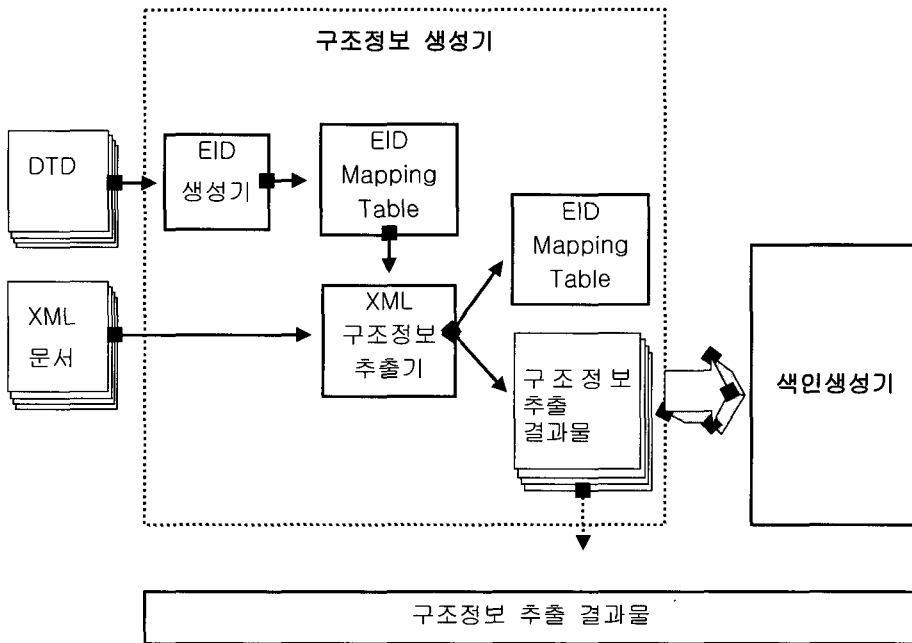 구조정보 생성기
DTD
EID
생성기
EID
Mapping
Table
EID
Mapping
Table
XML
문서
XML
구조정보
추출기
구조정보
추출
결과물
색인생성기
구조정보 추출 결과물